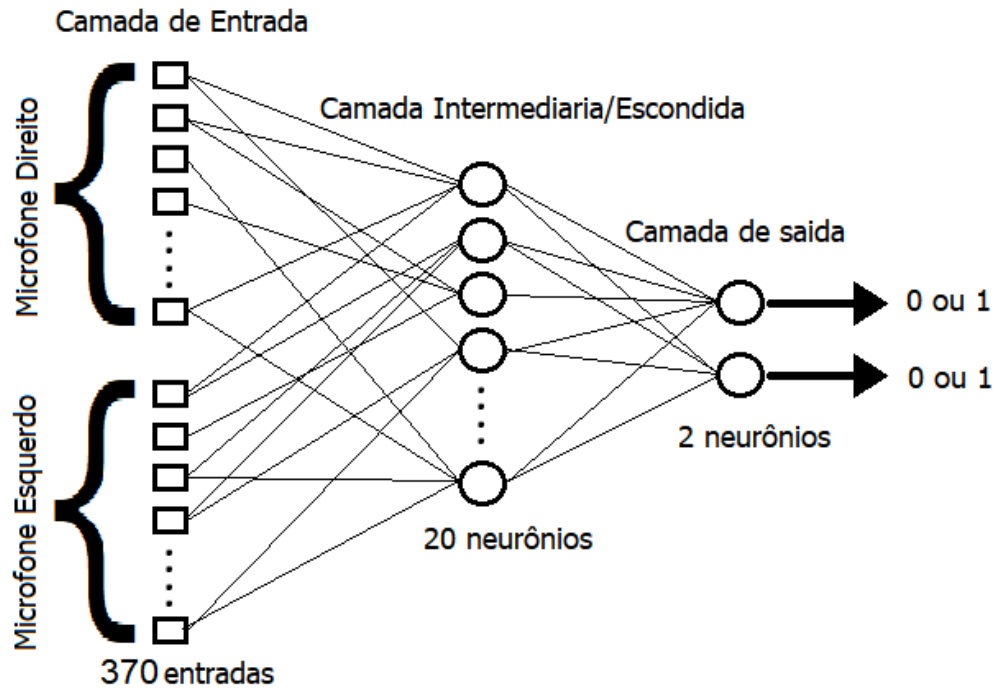 Camada de Entrada
Microfone Direito
Camada Intermediaria/Escondida
Camada de saida
0 ou 1
0 ou 1
2 neurônios
Microfone Esquerdo
20 neurônios
370 entradas